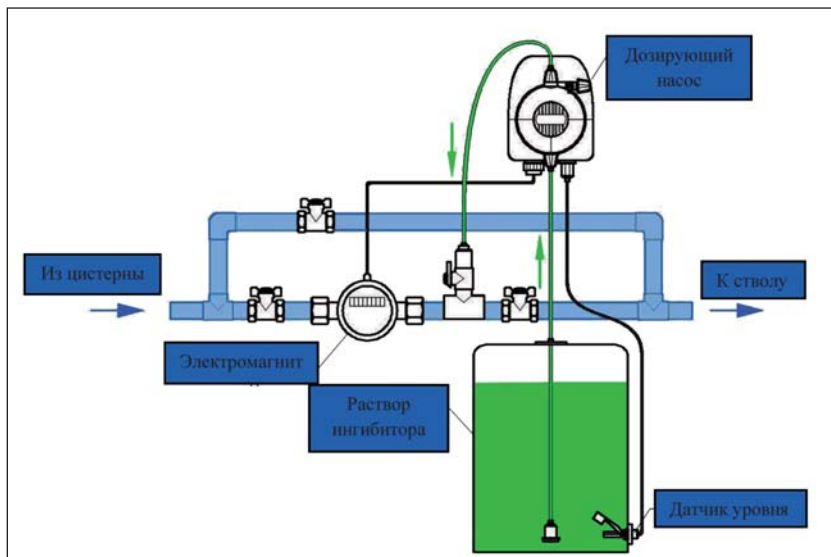 Дозирующий
насос
Из цистерны
К стволу
Электромагнит
Раствор
ингибитора
Датчик уровня